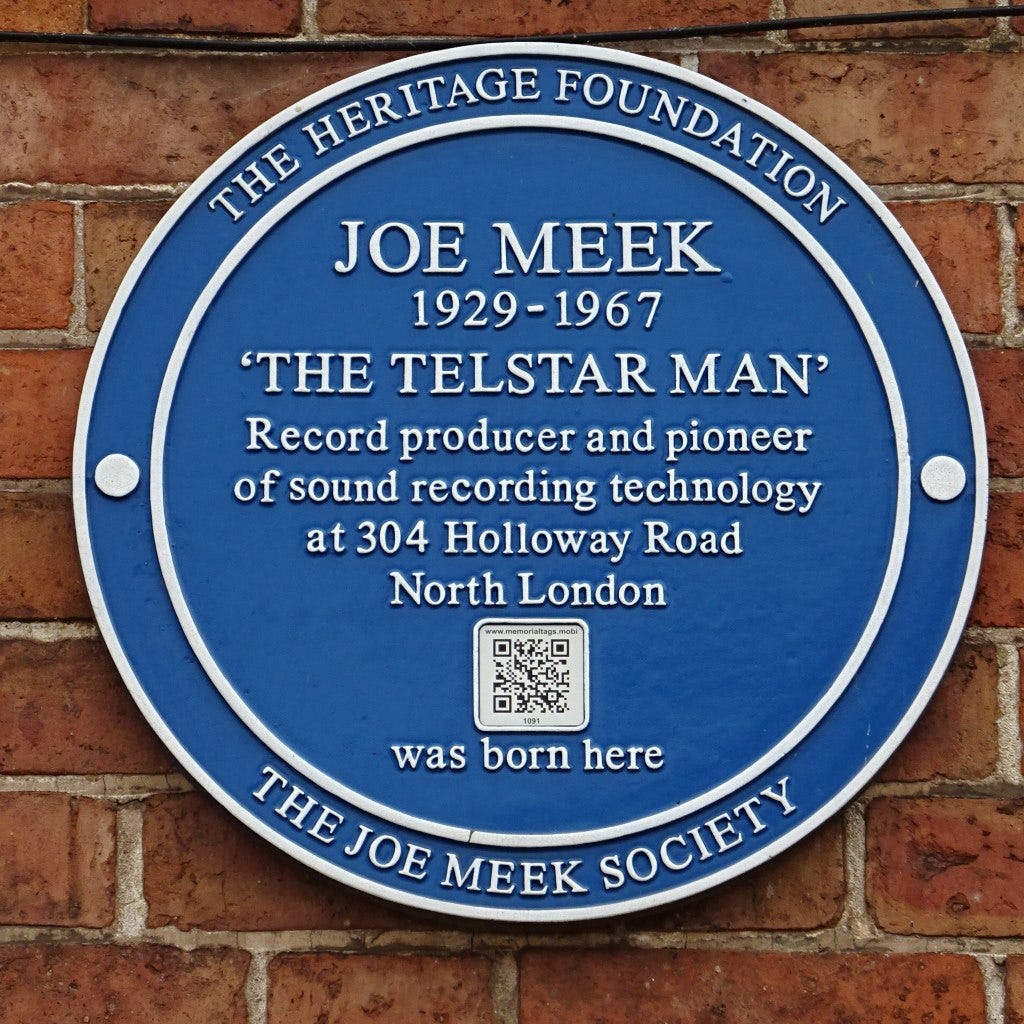 THE HERITAGE FOUNDATION
JOE MEEK
1929-1967
‘THE TELSTAR MAN’
Record producer and pioneer
of sound recording technology
at 304 Holloway Road
North London
www.memorialtags.mobi
1091
was born here
THE JOE MEEK SOCIETY